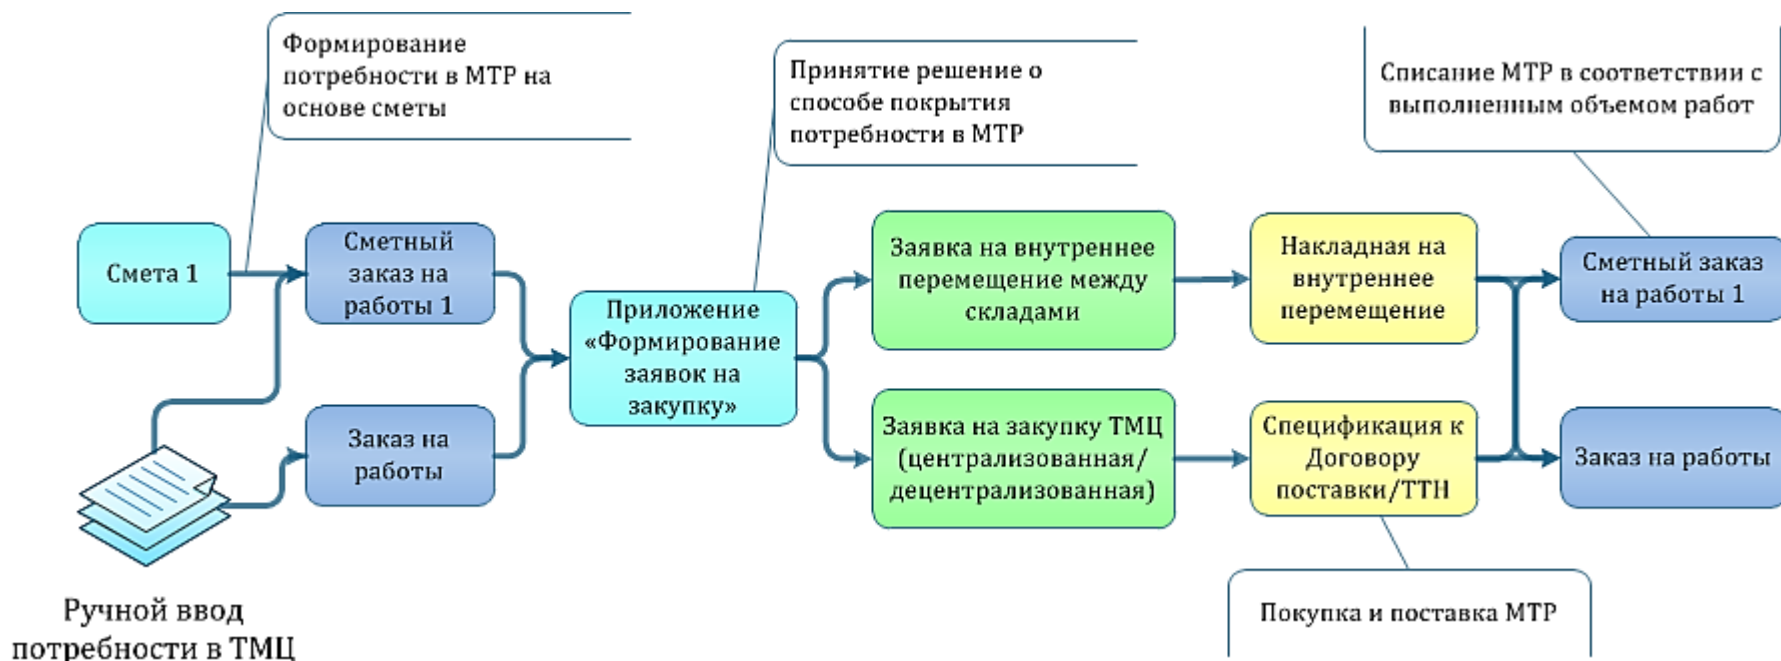 Формирование
потребности в МТР на
основе сметы
Принятие решение о
способе покрытия
потребности в МТР
Списание МТР в соответствии с
выполненным объемом работ
Смета 1
Сметный
заказ на
работы 1
Приложение
«Формирование
заявок на
закупку»
Заявка на внутреннее
перемещение между
складами
Накладная на
внутреннее
перемещение
Сметный заказ
на работы 1
Заказ на
работы
Заявка на закупку ТМЦ
(централизованная/
децентрализованная)
Спецификация к
Договору
поставки/ТТН
Заказ на работы
Ручной ввод
потребности в ТМЦ
Покупка и поставка МТР